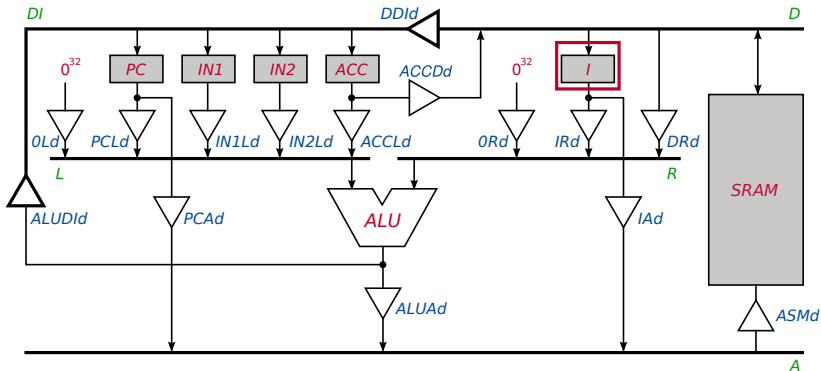 DI
DDId
D
0³²
PC
IN1
IN2
ACC
ACCDd
0³²
I
0Ld
PCLd
IN1Ld
IN2Ld
ACCLd
0Rd
IRd
DRd
L
R
ALUDId
PCAd
ALU
IAd
SRAM
ALUAd
ASMd
A